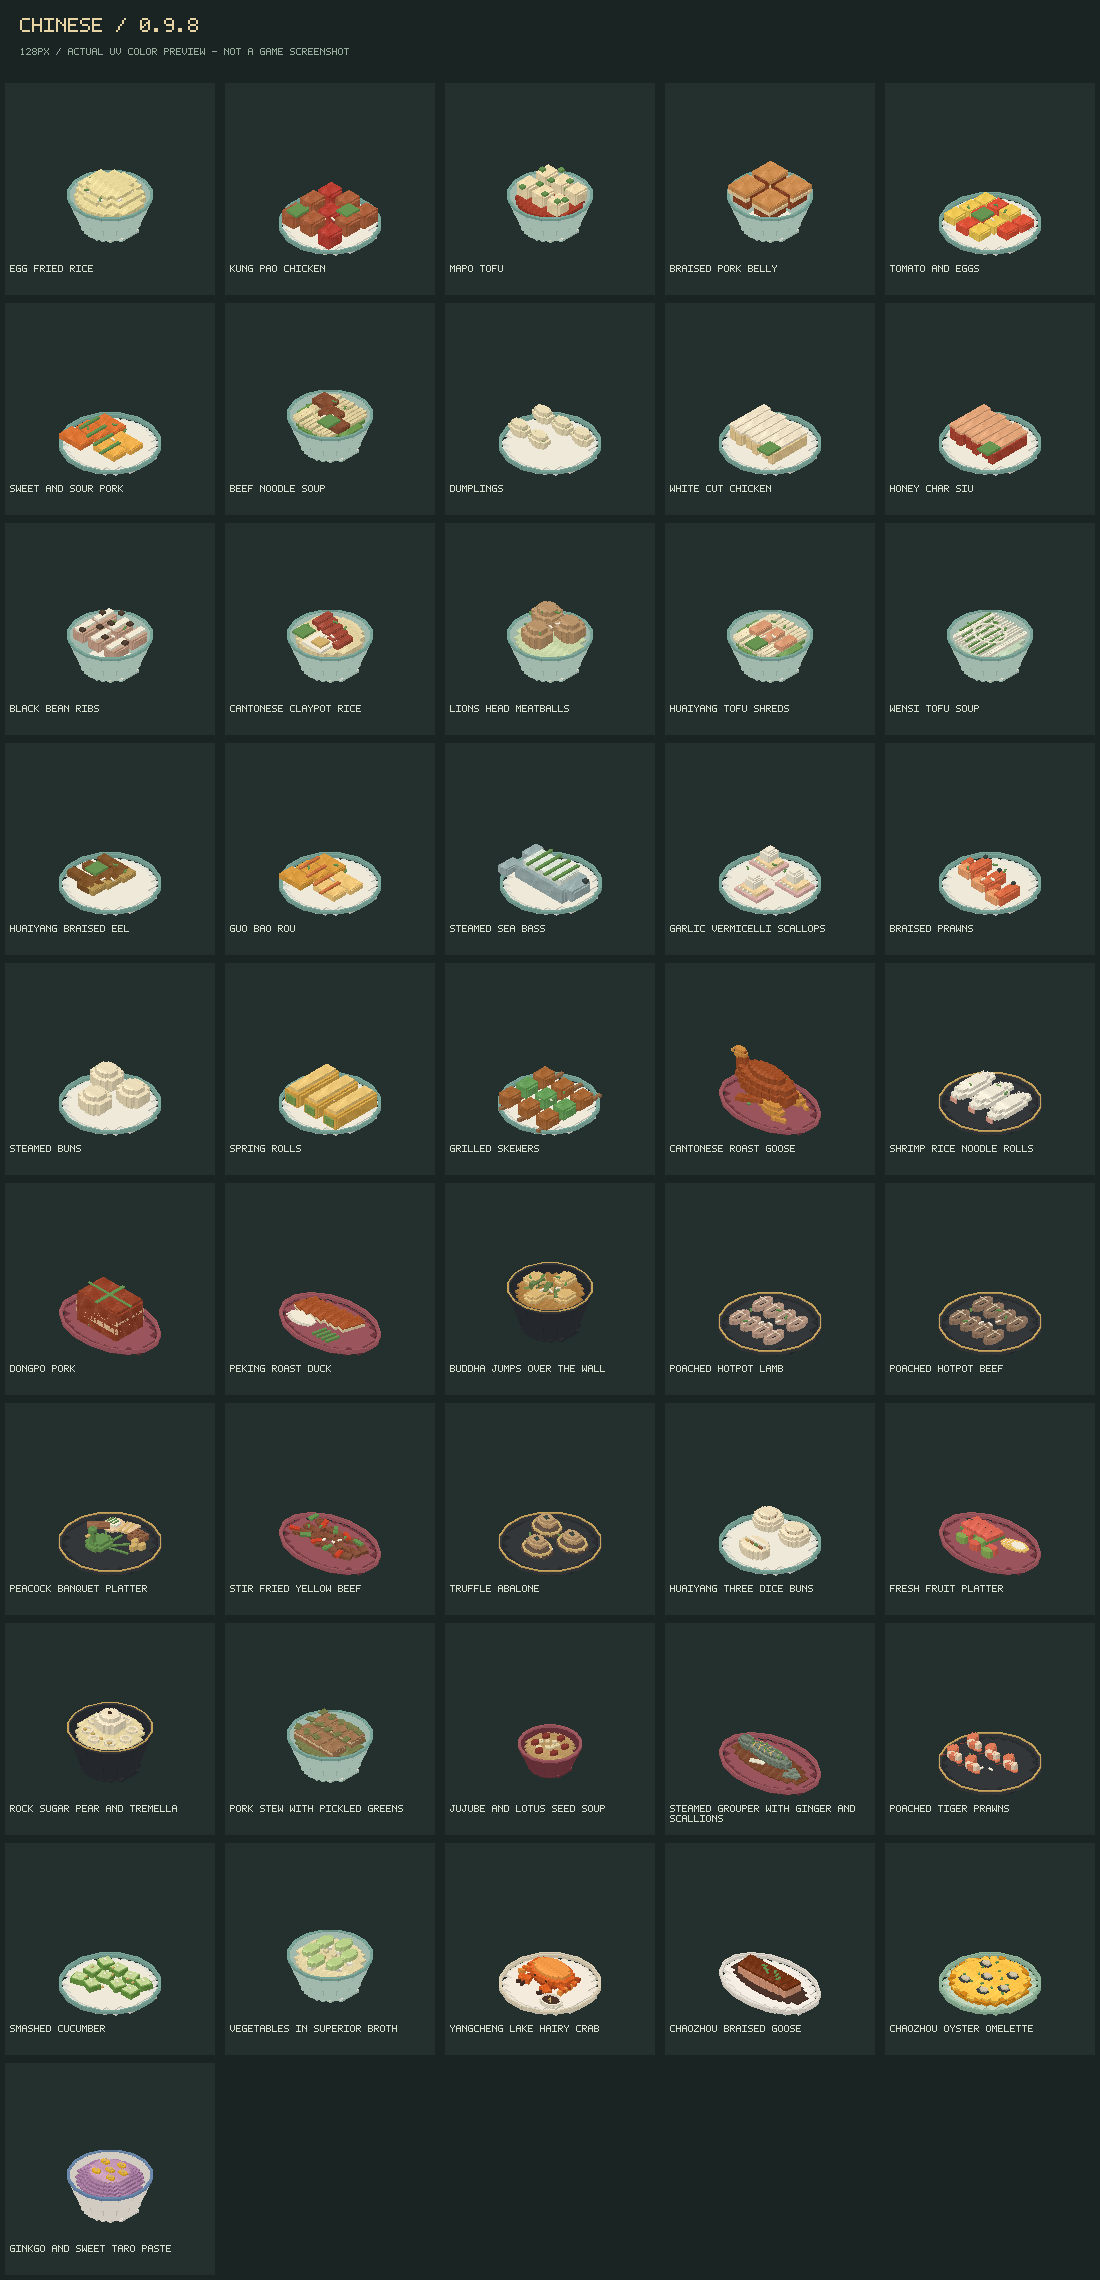 CHINESE / 0.9.8
128PX / ACTUAL UV COLOR PREVIEW - NOT A GAME SCREENSHOT
EGG FRIED RICE
KUNG PAO CHICKEN
MAPO TOFU
BRAISED PORK BELLY
TOMATO AND EGGS
SWEET AND SOUR PORK
BEEF NOODLE SOUP
DUMPLINGS
WHITE CUT CHICKEN
HONEY CHAR SIU
BLACK BEAN RIBS
CANTONESE CLAYPOT RICE
LIONS HEAD MEATBALLS
HUAIYANG TOFU SHREDS
WENSI TOFU SOUP
HUAIYANG BRAISED EEL
GUO BAO ROU
STEAMED SEA BASS
GARLIC VERMICELLI SCALLOPS
BRAISED PRAWNS
STEAMED BUNS
SPRING ROLLS
GRILLED SKEWERS
CANTONESE ROAST GOOSE
SHRIMP RICE NOODLE ROLLS
DONGPO PORK
PEKING ROAST DUCK
BUDDHA JUMPS OVER THE WALL
POACHED HOTPOT LAMB
POACHED HOTPOT BEEF
PEACOCK BANQUET PLATTER
STIR FRIED YELLOW BEEF
TRUFFLE ABALONE
HUAIYANG THREE DICE BUNS
FRESH FRUIT PLATTER
ROCK SUGAR PEAR AND TREMELLA
PORK STEW WITH PICKLED GREENS
JUJUBE AND LOTUS SEED SOUP
STEAMED GROUPER WITH GINGER AND
SCALLIONS
POACHED TIGER PRAWNS
SMASHED CUCUMBER
VEGETABLES IN SUPERIOR BROTH
YANGCHENG LAKE HAIRY CRAB
CHAOZHOU BRAISED GOOSE
CHAOZHOU OYSTER OMELETTE
GINKGO AND SWEET TARO PASTE